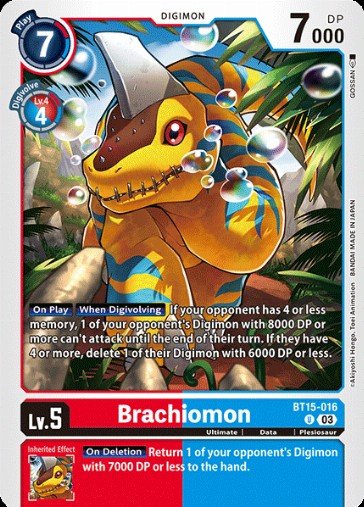 DIGIMON
Play
7
DP
7000
Digivolve
Lv.4
4
GOSSAN
©Akiyoshi Hongo, Toei Animation BANDAI MADE IN JAPAN
On Play When Digivolving If your opponent has 4 or less
memory, 1 of your opponent's Digimon with 8000 DP or
more can't attack until the end of their turn. If they have
4 or more, delete 1 of their Digimon with 6000 DP or less.
BT15-016
Lv.5
Brachiomon
U 03
Ultimate Data Plesiosaur
Inherited Effect
On Deletion Return 1 of your opponent's Digimon
with 7000 DP or less to the hand.